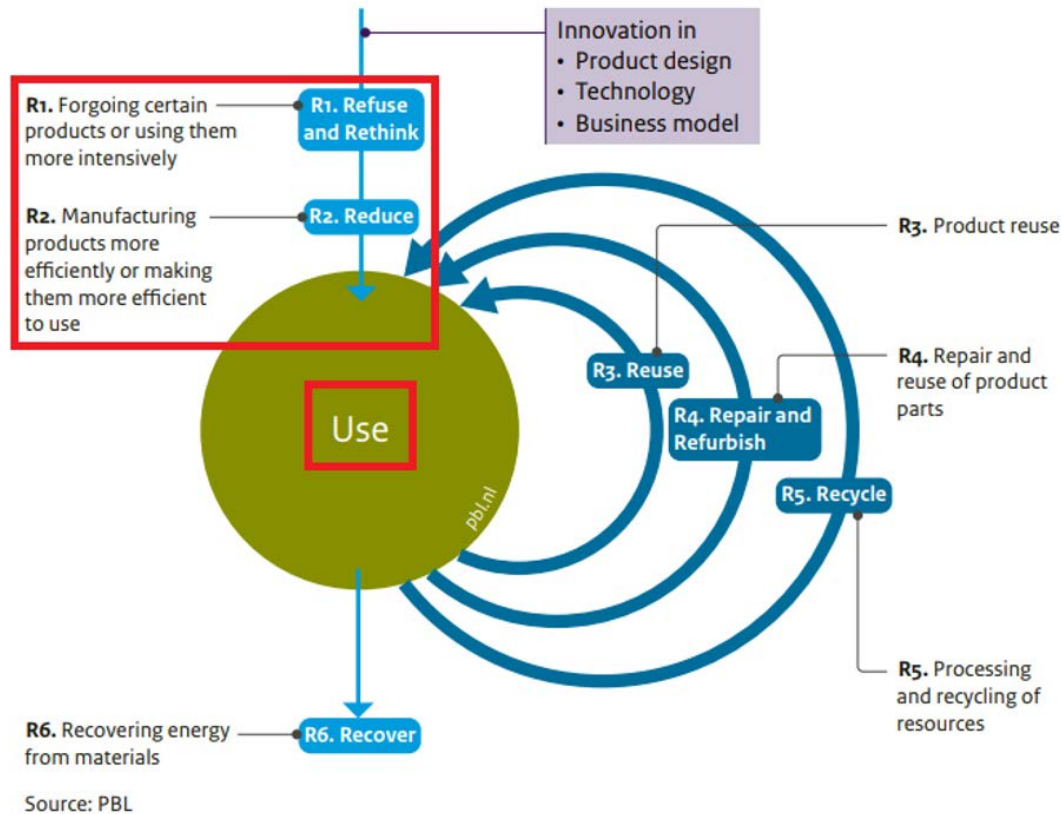 Innovation in
• Product design
• Technology
• Business model
R1. Forgoing certain
products or using them
more intensively
R1. Refuse
and Rethink
R2. Manufacturing
products more
efficiently or making
them more efficient
to use
R2. Reduce
R3. Product reuse
R3. Reuse
R4. Repair and
reuse of product
parts
R4. Repair and
Refurbish
Use
pbl.nl
R5. Recycle
R5. Processing
and recycling of
resources
R6. Recovering energy
from materials
R6. Recover
Source: PBL